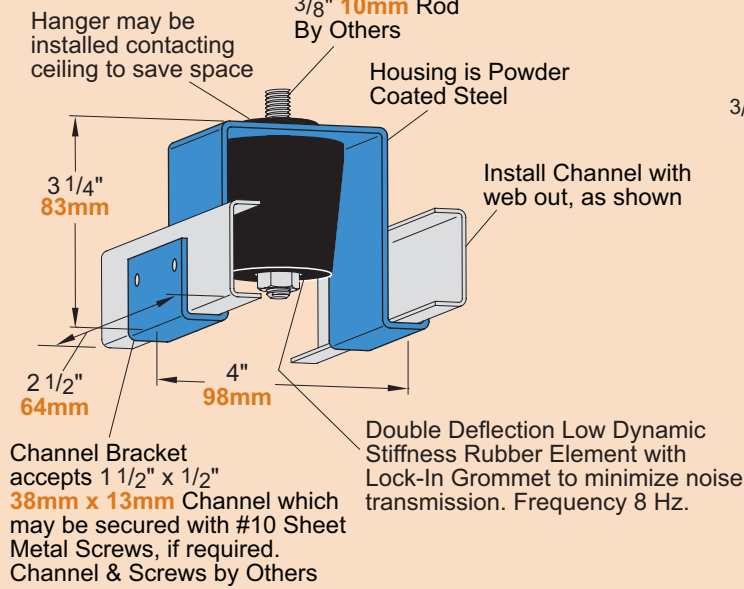 3/8" 10mm Rod
By Others
Hanger may be
installed contacting
ceiling to save space
Housing is Powder
Coated Steel
3/
Install Channel with
web out, as shown
3 1/4"
83mm
2 1/2"
64mm
4"
98mm
Channel Bracket
accepts 1 1/2" x 1/2"
38mm x 13mm Channel which
may be secured with #10 Sheet
Metal Screws, if required.
Channel & Screws by Others
Double Deflection Low Dynamic
Stiffness Rubber Element with
Lock-In Grommet to minimize noise
transmission. Frequency 8 Hz.